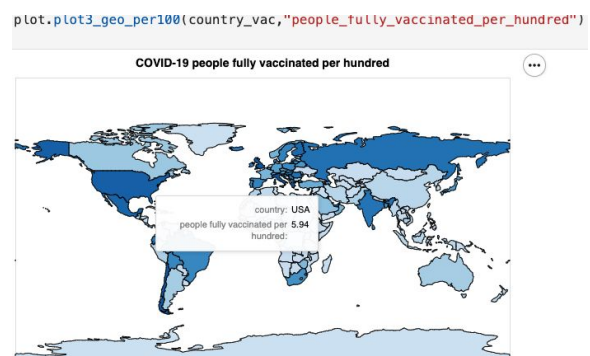 plot.plot3_geo_per100(country_vac,"people_fully_vaccinated_per_hundred")
COVID-19 people fully vaccinated per hundred
country: USA
people fully vaccinated per 5.94
hundred: